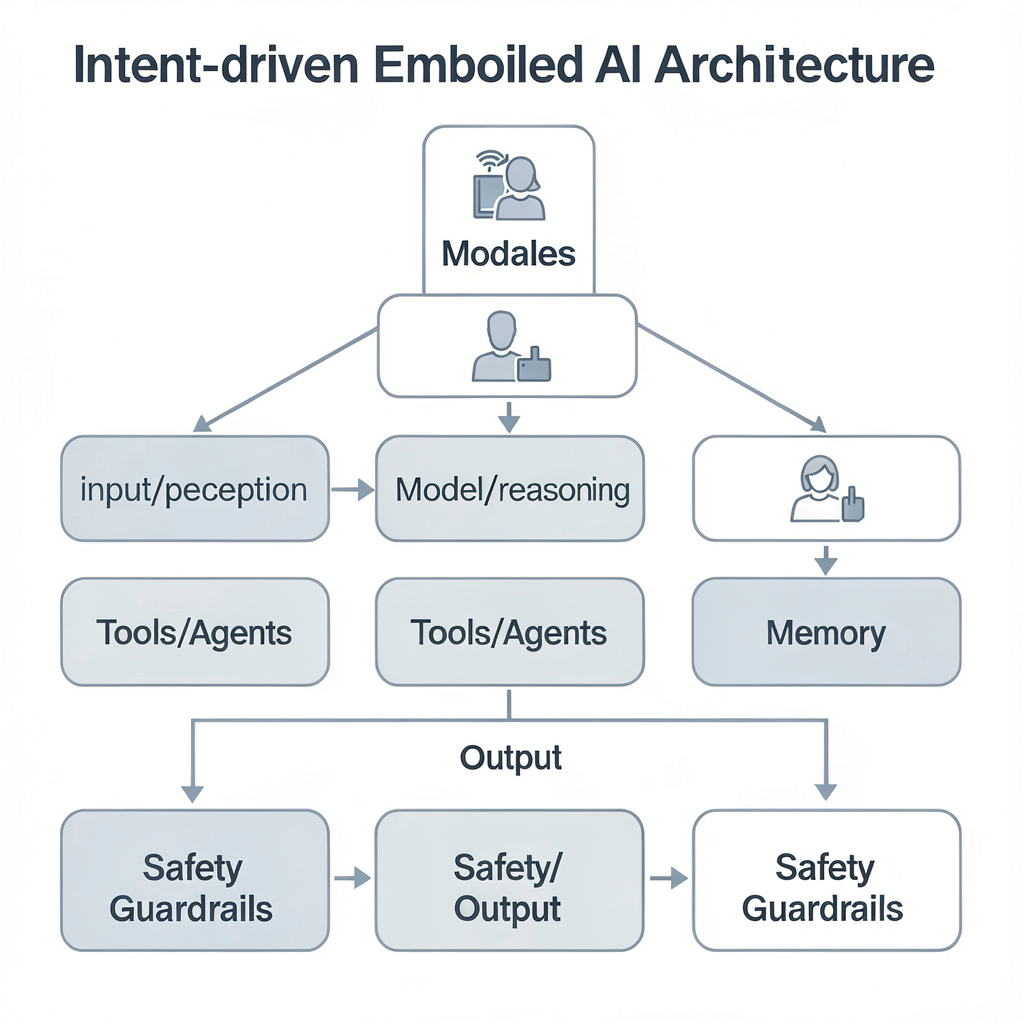 Intent-driven Emboiled AI Architecture
Modales
input/peception
Model/reasoning
Tools/Agents
Tools/Agents
Memory
Output
Safety
Guardrails
Safety/
Output
Safety
Guardrails